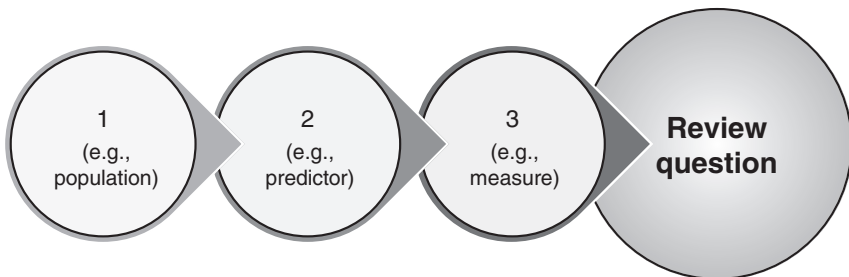 1
(e.g.,
population)
2
(e.g.,
predictor)
3
(e.g.,
measure)
Review
question